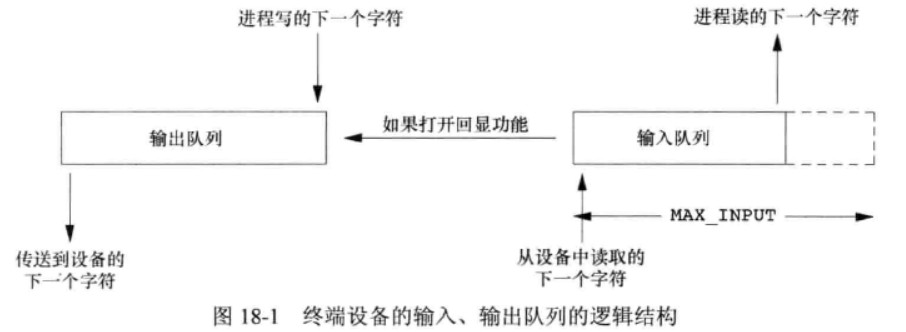 进程写的下一个字符
进程读的下一个字符
输出队列
如果打开回显功能
输入队列
MAX_INPUT
传送到设备的
下一个字符
从设备中读取的
下一个字符
图 18-1 终端设备的输入、输出队列的逻辑结构